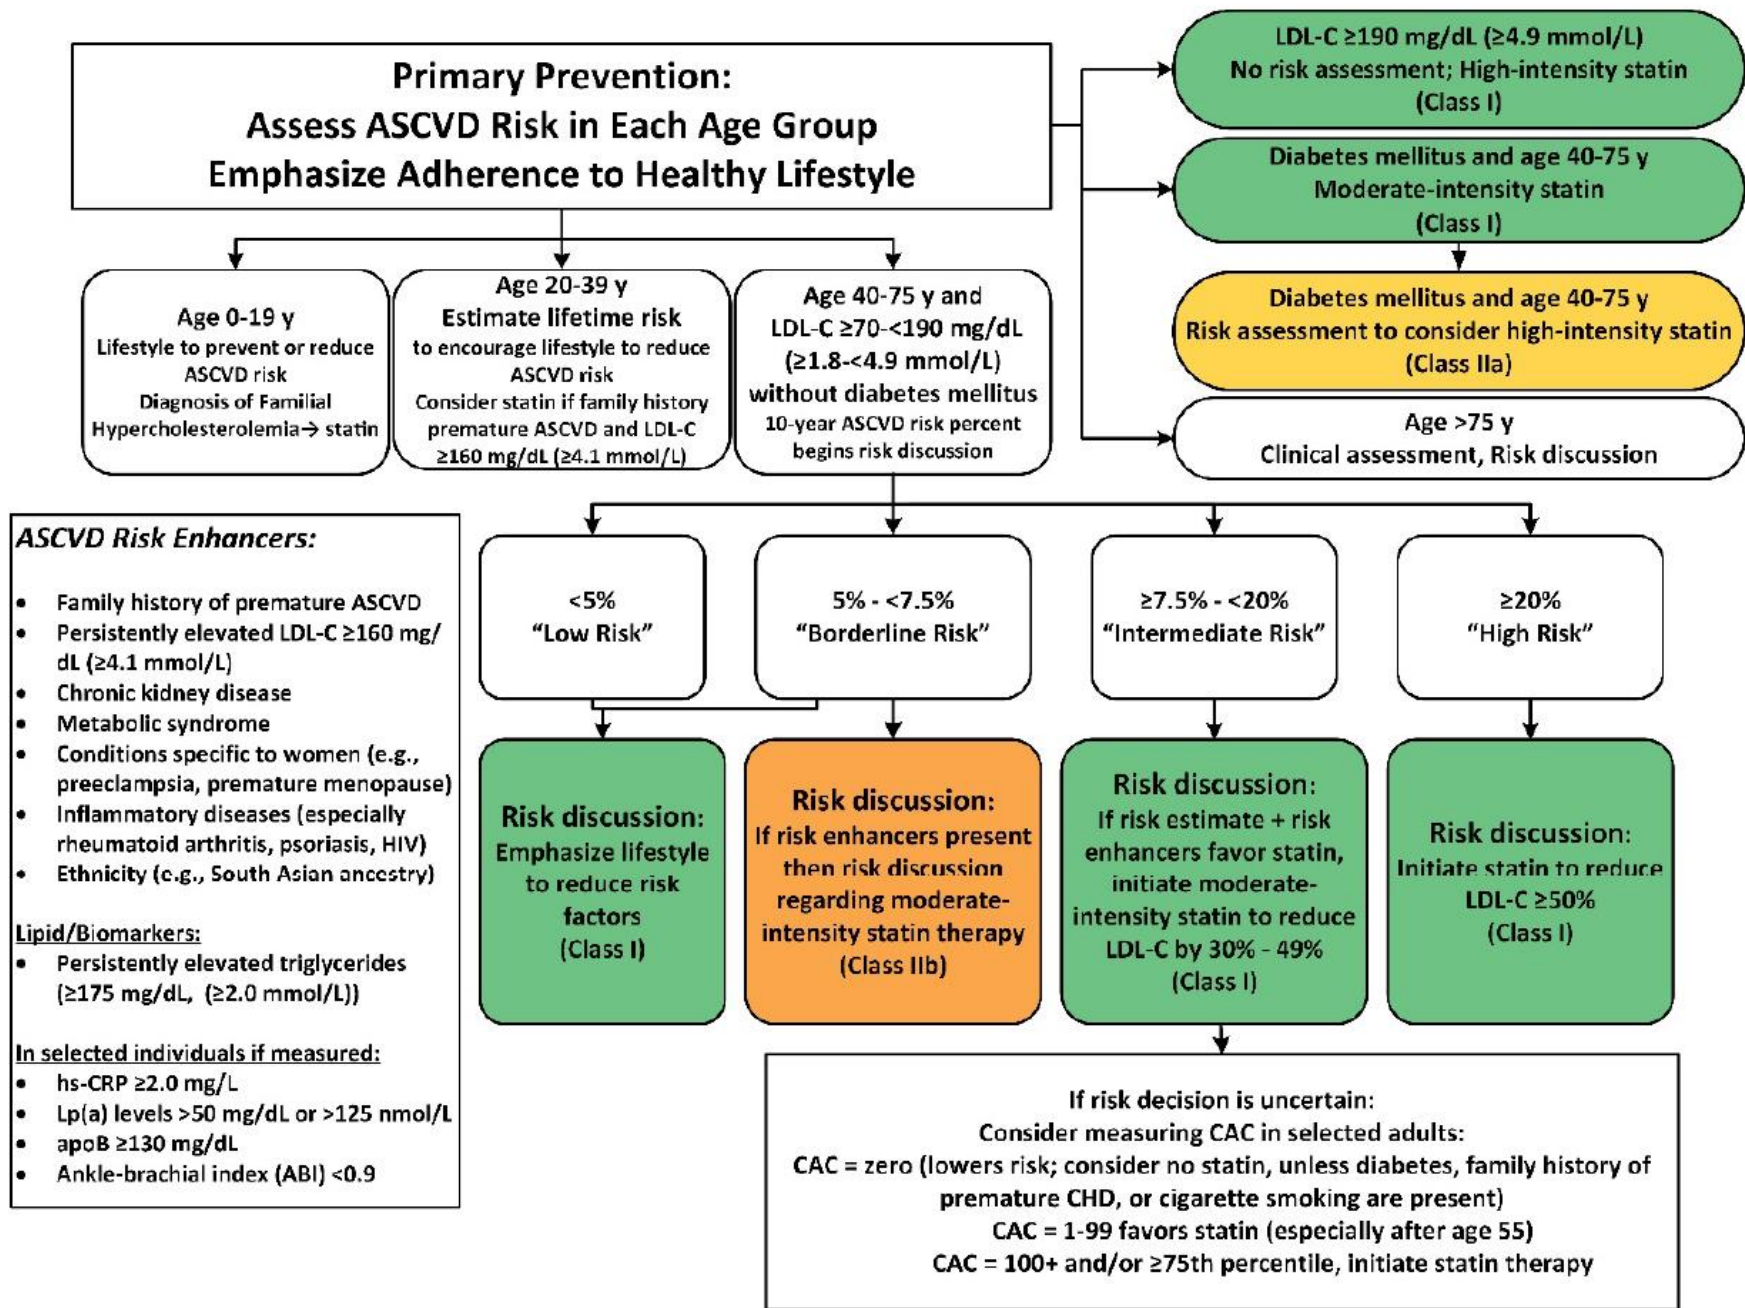 Primary Prevention:
Assess ASCVD Risk in Each Age Group
Emphasize Adherence to Healthy Lifestyle
LDL-C ≥190 mg/dL (≥4.9 mmol/L)
No risk assessment; High-intensity statin
(Class I)
Diabetes mellitus and age 40-75 y
Moderate-intensity statin
(Class I)
Diabetes mellitus and age 40-75 y
Risk assessment to consider high-intensity statin
(Class IIa)
Age >75 y
Clinical assessment, Risk discussion
Age 0-19 y
Lifestyle to prevent or reduce
ASCVD risk
Diagnosis of Familial
Hypercholesterolemia→ statin
Age 20-39 y
Estimate lifetime risk
to encourage lifestyle to reduce
ASCVD risk
Consider statin if family history
premature ASCVD and LDL-C
≥160 mg/dL (≥4.1 mmol/L)
Age 40-75 y and
LDL-C ≥70-<190 mg/dL
(≥1.8-<4.9 mmol/L)
without diabetes mellitus
10-year ASCVD risk percent
begins risk discussion
ASCVD Risk Enhancers:
• Family history of premature ASCVD
• Persistently elevated LDL-C ≥160 mg/
dL (≥4.1 mmol/L)
• Chronic kidney disease
• Metabolic syndrome
• Conditions specific to women (e.g.,
preeclampsia, premature menopause)
• Inflammatory diseases (especially
rheumatoid arthritis, psoriasis, HIV)
• Ethnicity (e.g., South Asian ancestry)
Lipid/Biomarkers:
• Persistently elevated triglycerides
(≥175 mg/dL, (≥2.0 mmol/L))
In selected individuals if measured:
• hs-CRP ≥2.0 mg/L
• Lp(a) levels >50 mg/dL or >125 nmol/L
• apoB ≥130 mg/dL
• Ankle-brachial index (ABI) <0.9
<5%
"Low Risk"
5% - <7.5%
"Borderline Risk"
≥7.5% - <20%
"Intermediate Risk"
≥20%
"High Risk"
Risk discussion:
Emphasize lifestyle
to reduce risk
factors
(Class I)
Risk discussion:
If risk enhancers present
then risk discussion
regarding moderate-
intensity statin therapy
(Class IIb)
Risk discussion:
If risk estimate + risk
enhancers favor statin,
initiate moderate-
intensity statin to reduce
LDL-C by 30% - 49%
(Class I)
Risk discussion:
Initiate statin to reduce
LDL-C ≥50%
(Class I)
If risk decision is uncertain:
Consider measuring CAC in selected adults:
CAC = zero (lowers risk; consider no statin, unless diabetes, family history of
premature CHD, or cigarette smoking are present)
CAC = 1-99 favors statin (especially after age 55)
CAC = 100+ and/or ≥75th percentile, initiate statin therapy